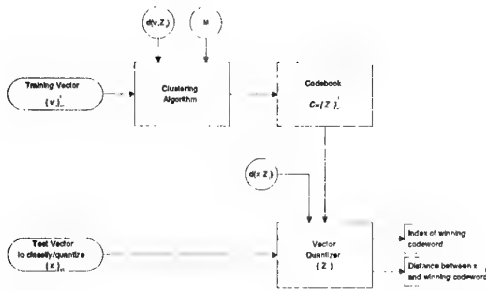 d(v,Z)
M
Training Vector
{v}
Clustering
Algorithm
Codebook
C={Z}
d(x Z)
Test Vector
to classify/quantize
{x}
Vector
Quantizer
{Z}
Index of winning
codeword
Distance between x
and winning codeword